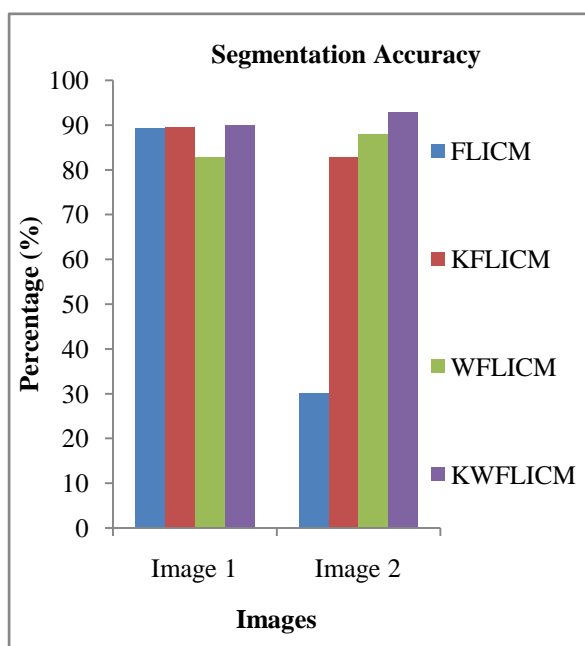 Segmentation Accuracy
100
90
80
70
60
50
40
30
20
10
0
Percentage (%)
Image 1
Image 2
Images
FLICM
KFLICM
WFLICM
KWFLICM